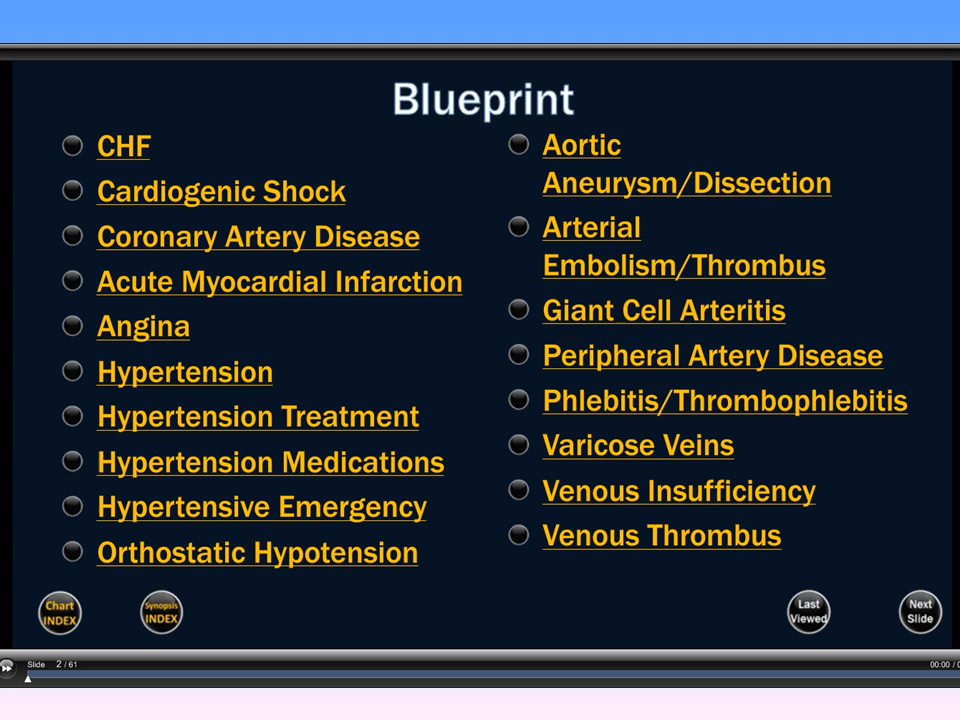 Blueprint
CHF
Cardiogenic Shock
Coronary Artery Disease
Acute Myocardial Infarction
Angina
Hypertension
Hypertension Treatment
Hypertension Medications
Hypertensive Emergency
Orthostatic Hypotension
Aortic
Aneurysm/Dissection
Arterial
Embolism/Thrombus
Giant Cell Arteritis
Peripheral Artery Disease
Phlebitis/Thrombophlebitis
Varicose Veins
Venous Insufficiency
Venous Thrombus
Chart
INDEX
Synopsis
INDEX
Last
Viewed
Next
Slide
Slide 2 / 61
00:00 /